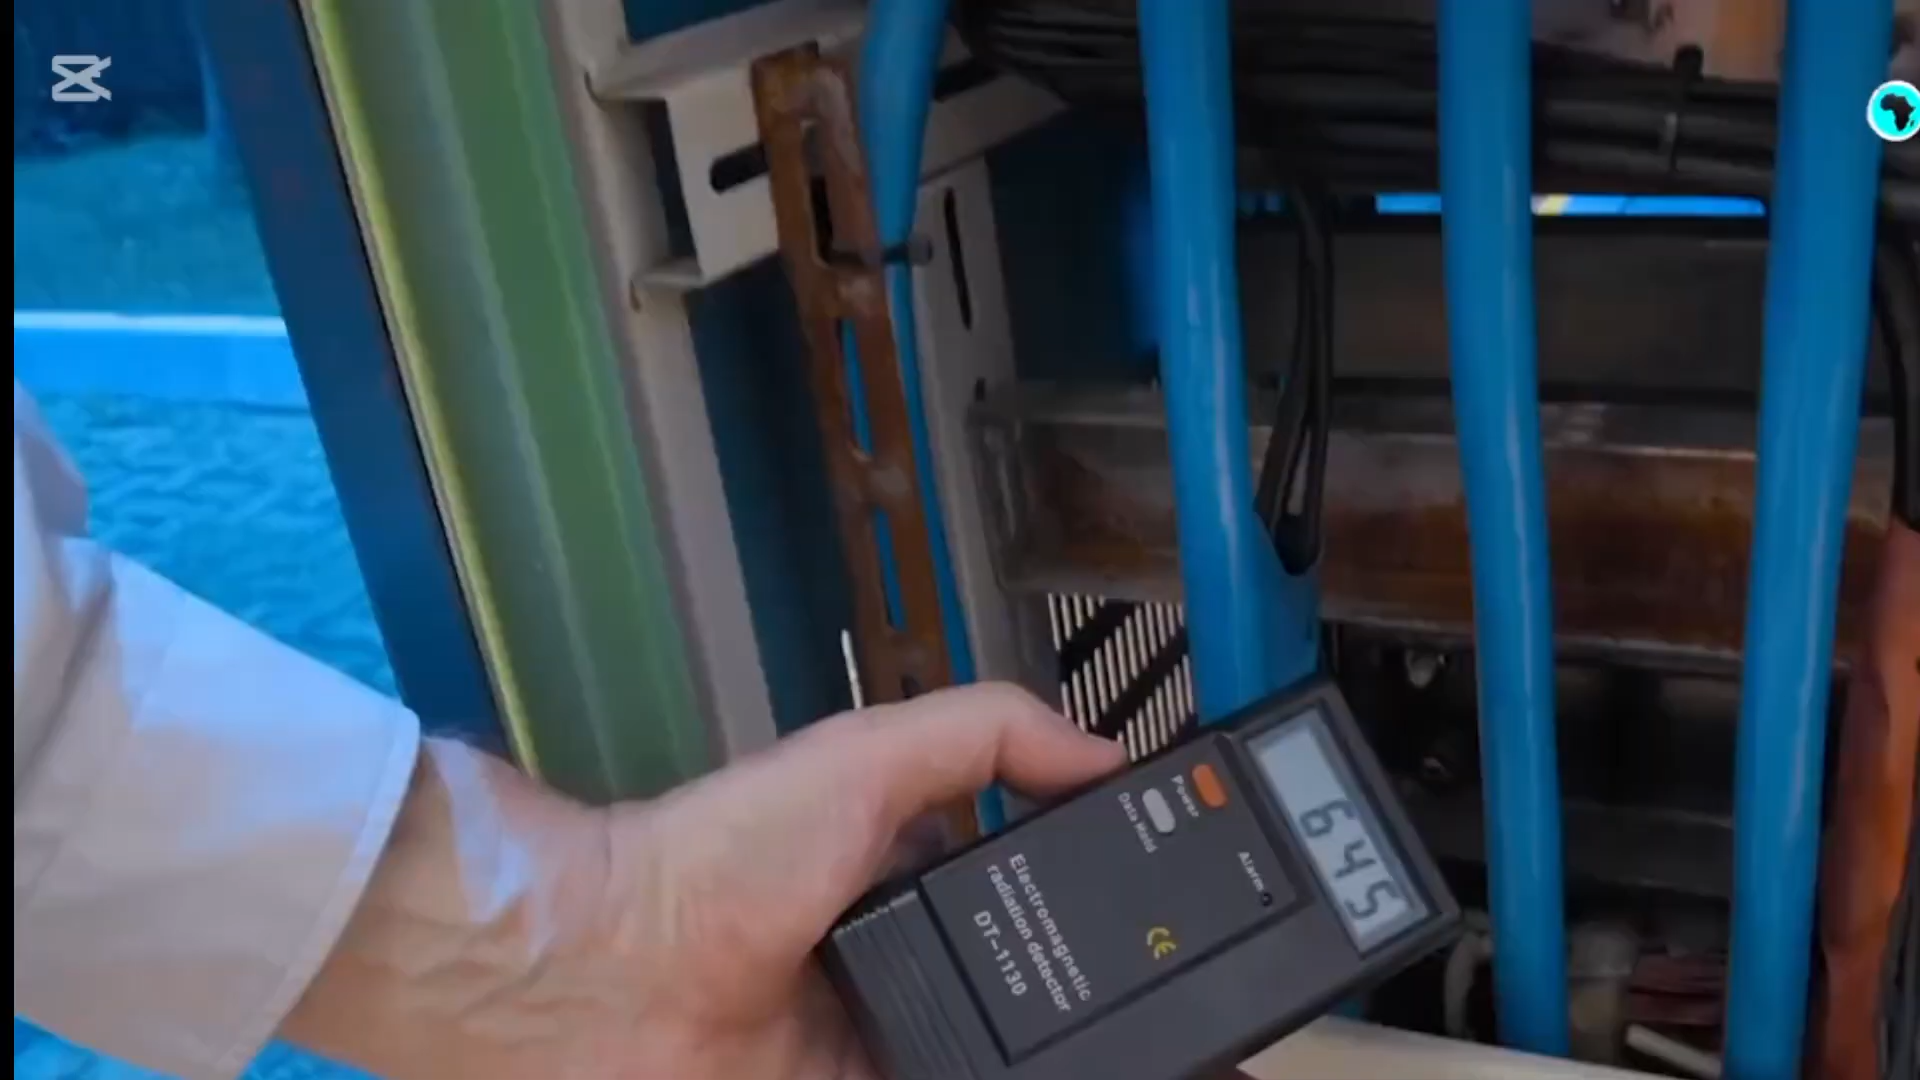 645
Power
Data Hold
Alarm
Electromagnetic
radiation detector
DT-1130
CE